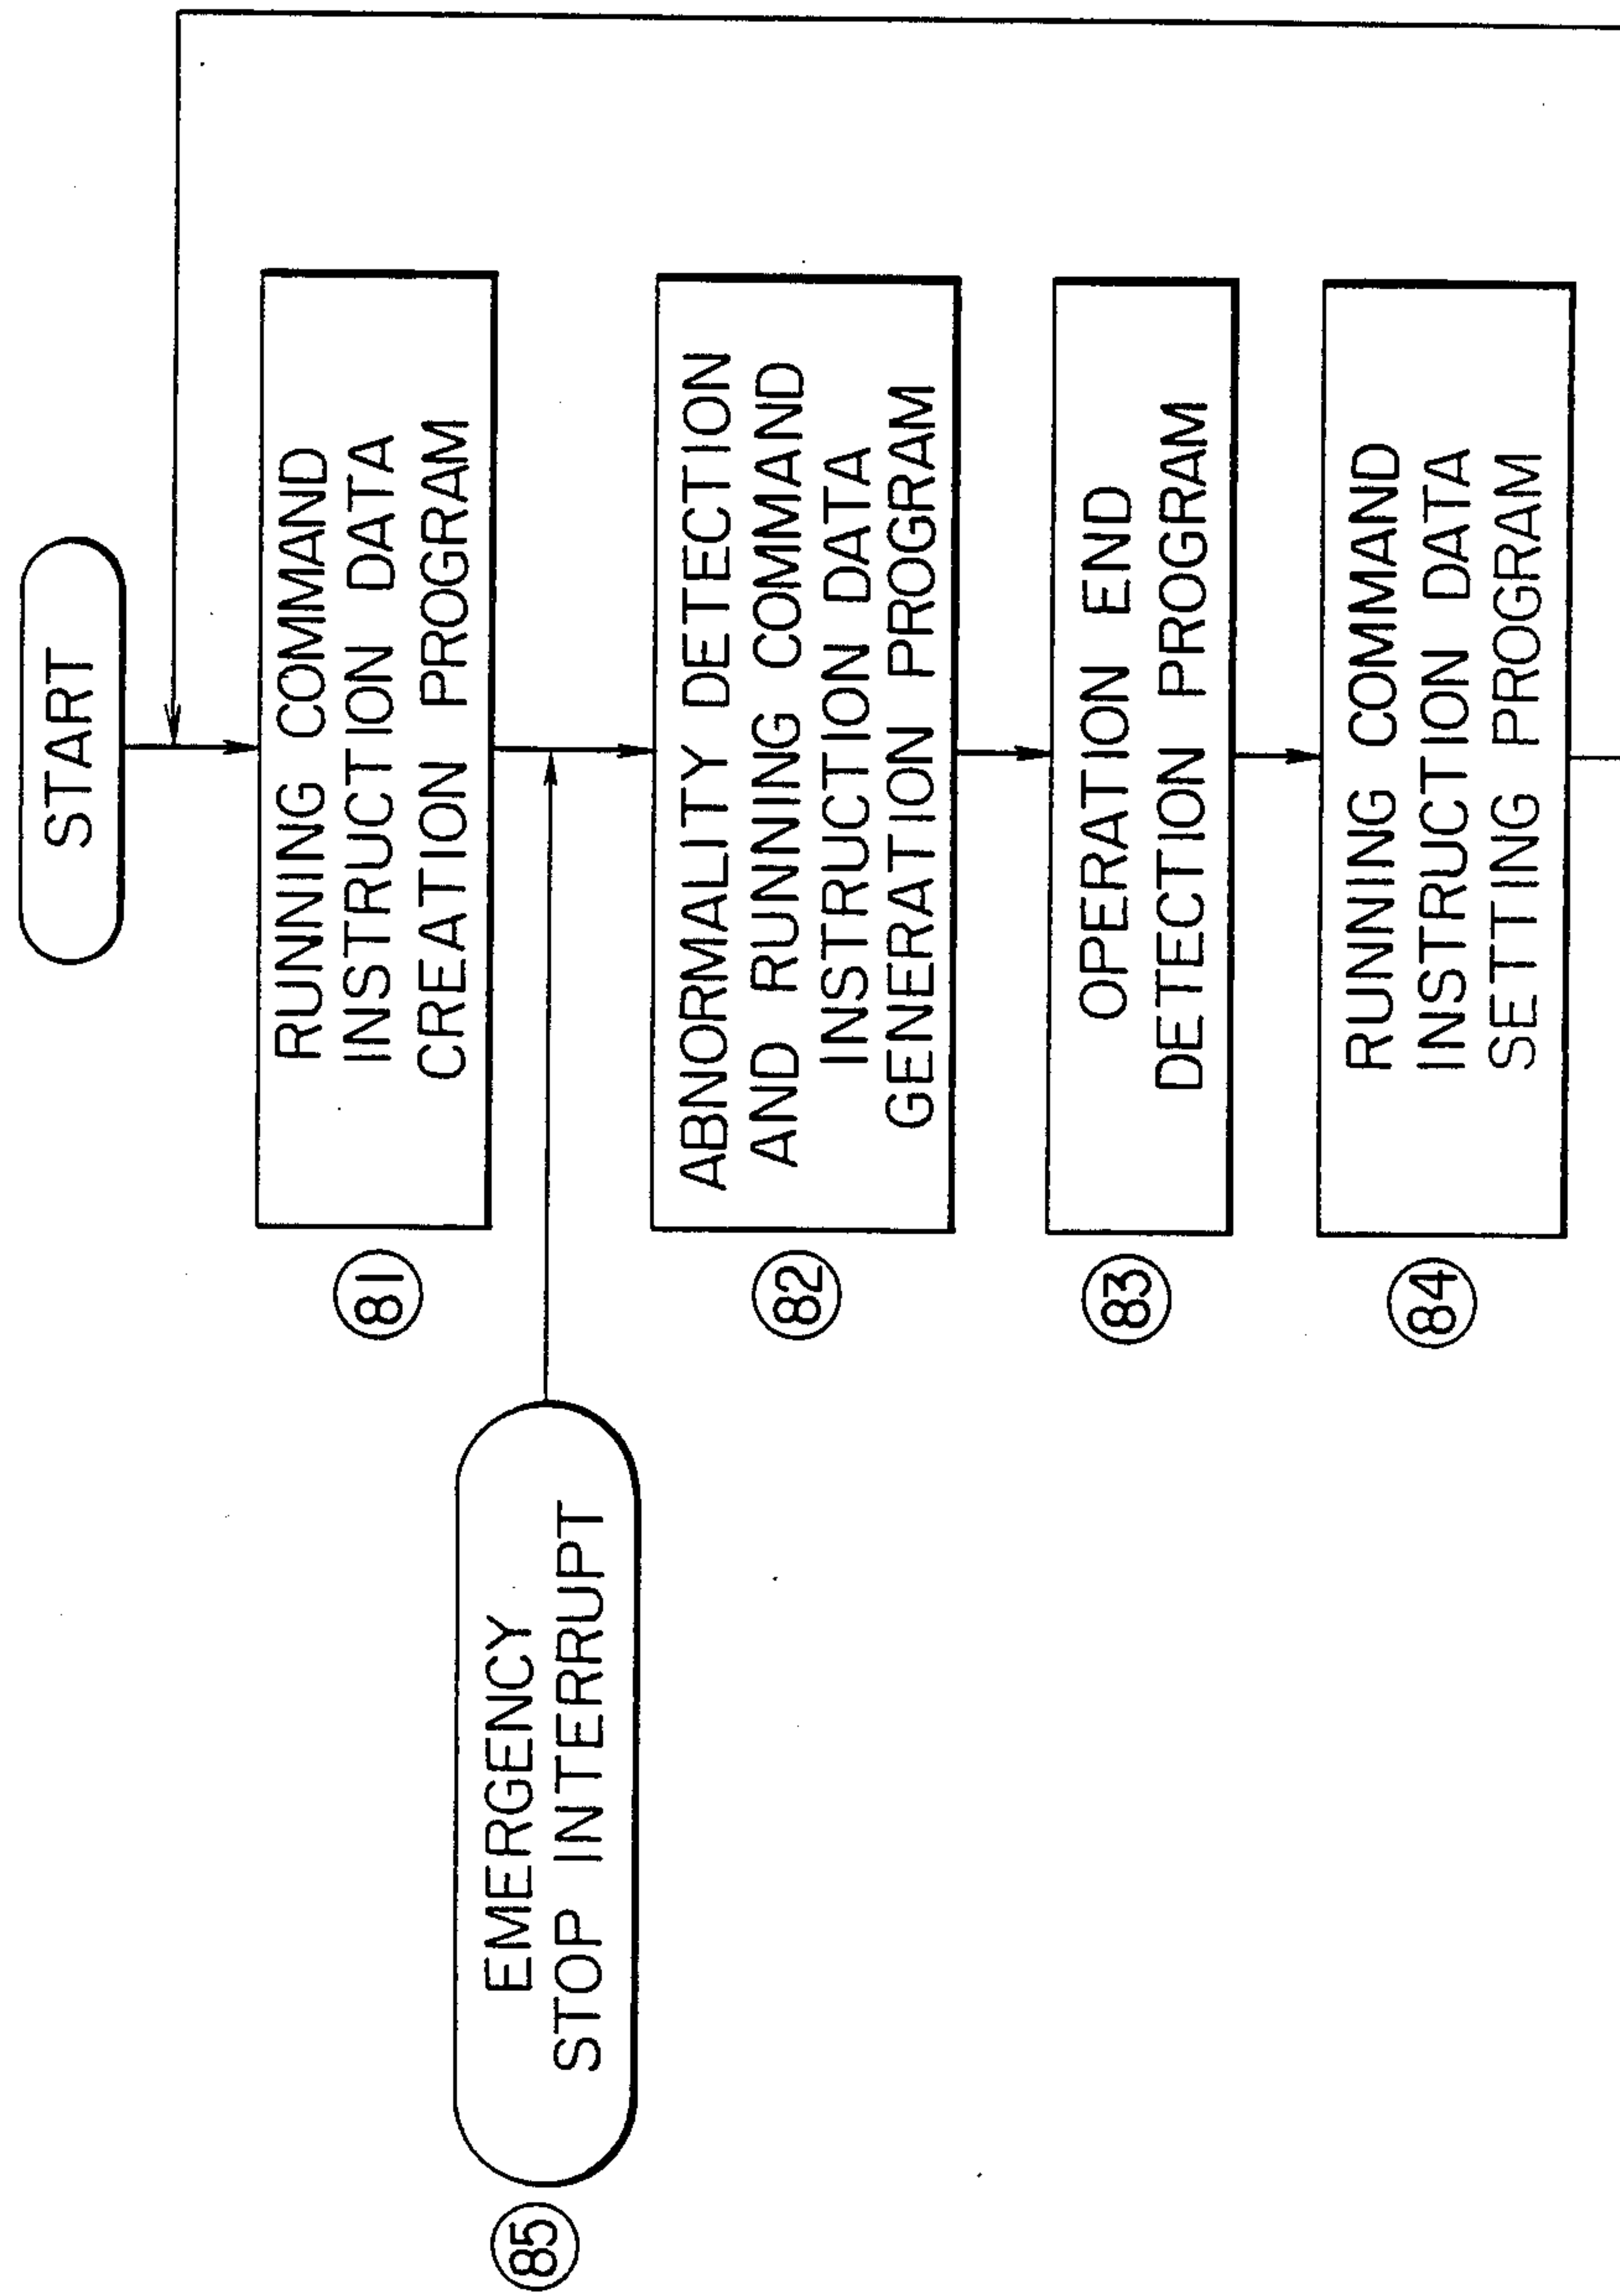 START
81
RUNNING COMMAND
INSTRUCTION DATA
CREATION PROGRAM
85
EMERGENCY
STOP INTERRUPT
82
ABNORMALITY DETECTION
AND RUNNING COMMAND
INSTRUCTION DATA
GENERATION PROGRAM
83
OPERATION END
DETECTION PROGRAM
84
RUNNING COMMAND
INSTRUCTION DATA
SETTING PROGRAM